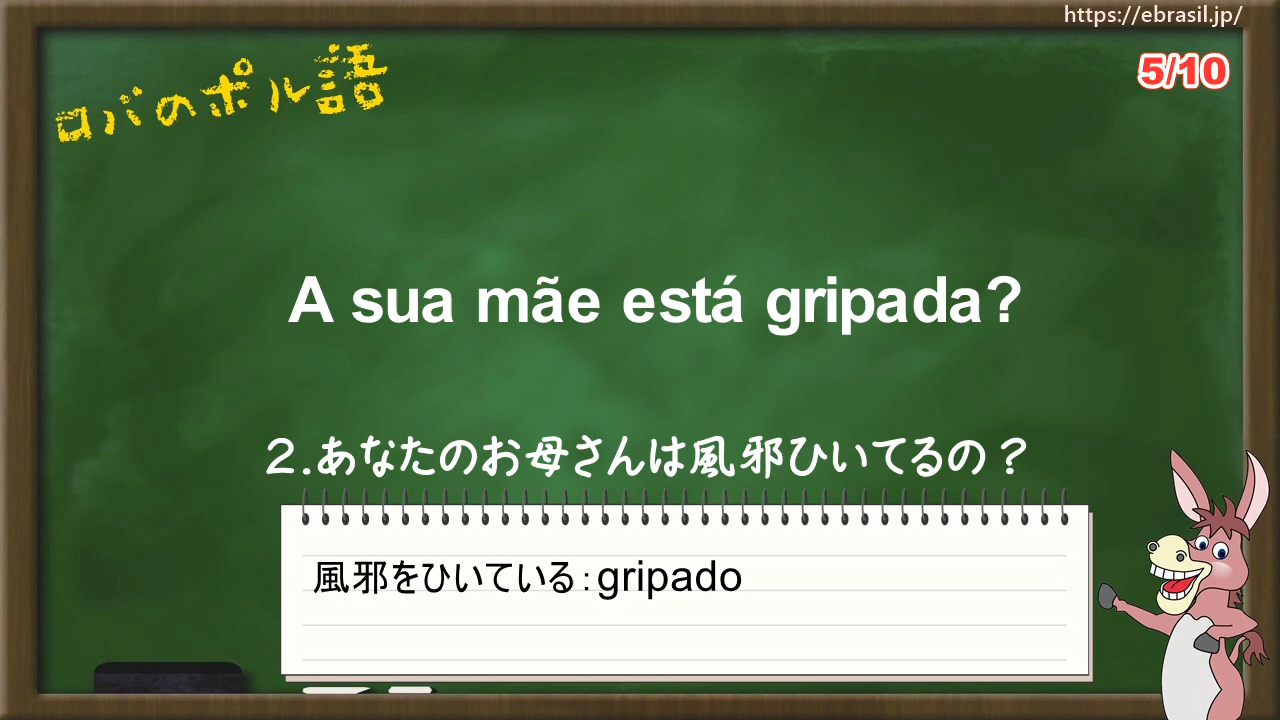 https://ebrasil.jp/
ロバのポル語
5/10
A sua mãe está gripada?
2.あなたのお母さんは風邪ひいてるの？
風邪をひいている：gripado